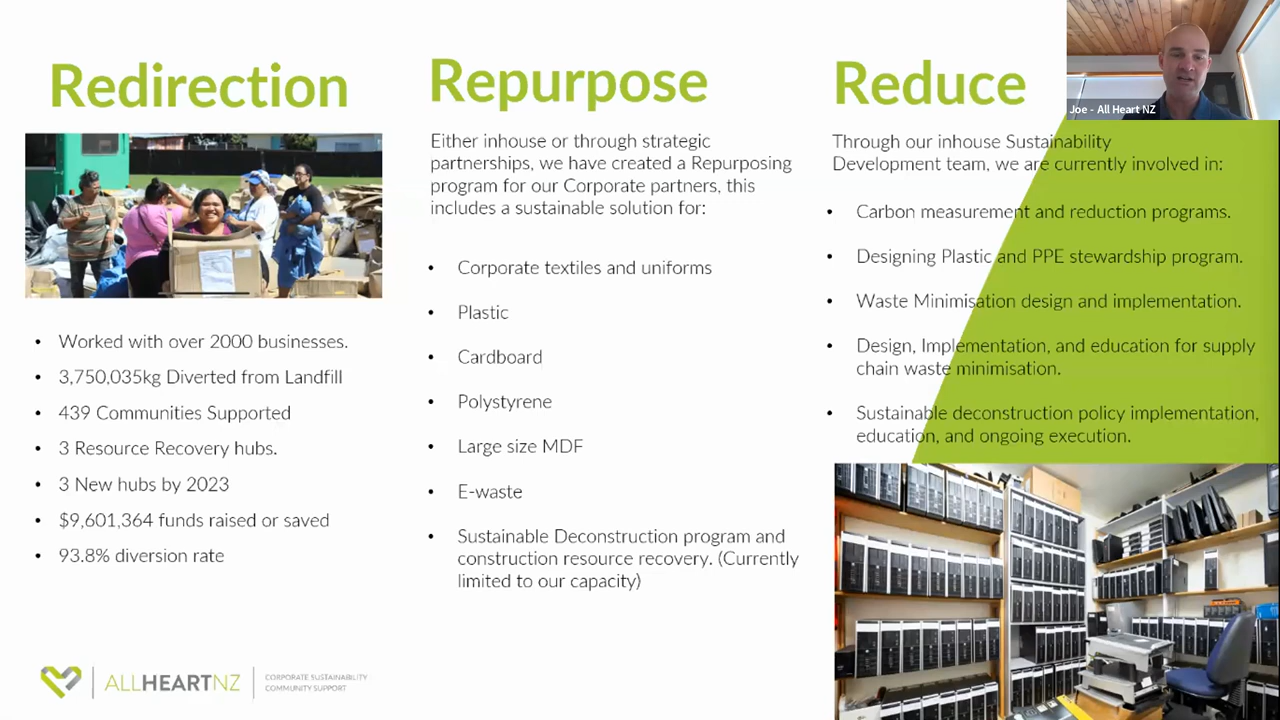 Redirection
Worked with over 2000 businesses.
3,750,035kg Diverted from Landfill
439 Communities Supported
3 Resource Recovery hubs.
3 New hubs by 2023
$9,601,364 funds raised or saved
93.8% diversion rate
ALLHEARTNZ
CORPORATE SUSTAINABILITY
COMMUNITY SUPPORT
Repurpose
Either inhouse or through strategic
partnerships, we have created a Repurposing
program for our Corporate partners, this
includes a sustainable solution for:
Corporate textiles and uniforms
Plastic
Cardboard
Polystyrene
Large size MDF
E-waste
Sustainable Deconstruction program and
construction resource recovery. (Currently
limited to our capacity)
Reduce
Through our inhouse Sustainability
Development team, we are currently involved in:
Carbon measurement and reduction programs.
Designing Plastic and PPE stewardship program.
Waste Minimisation design and implementation.
Design, Implementation, and education for supply
chain waste minimisation.
Sustainable deconstruction policy implementation,
education, and ongoing execution.
Joe - All Heart NZ